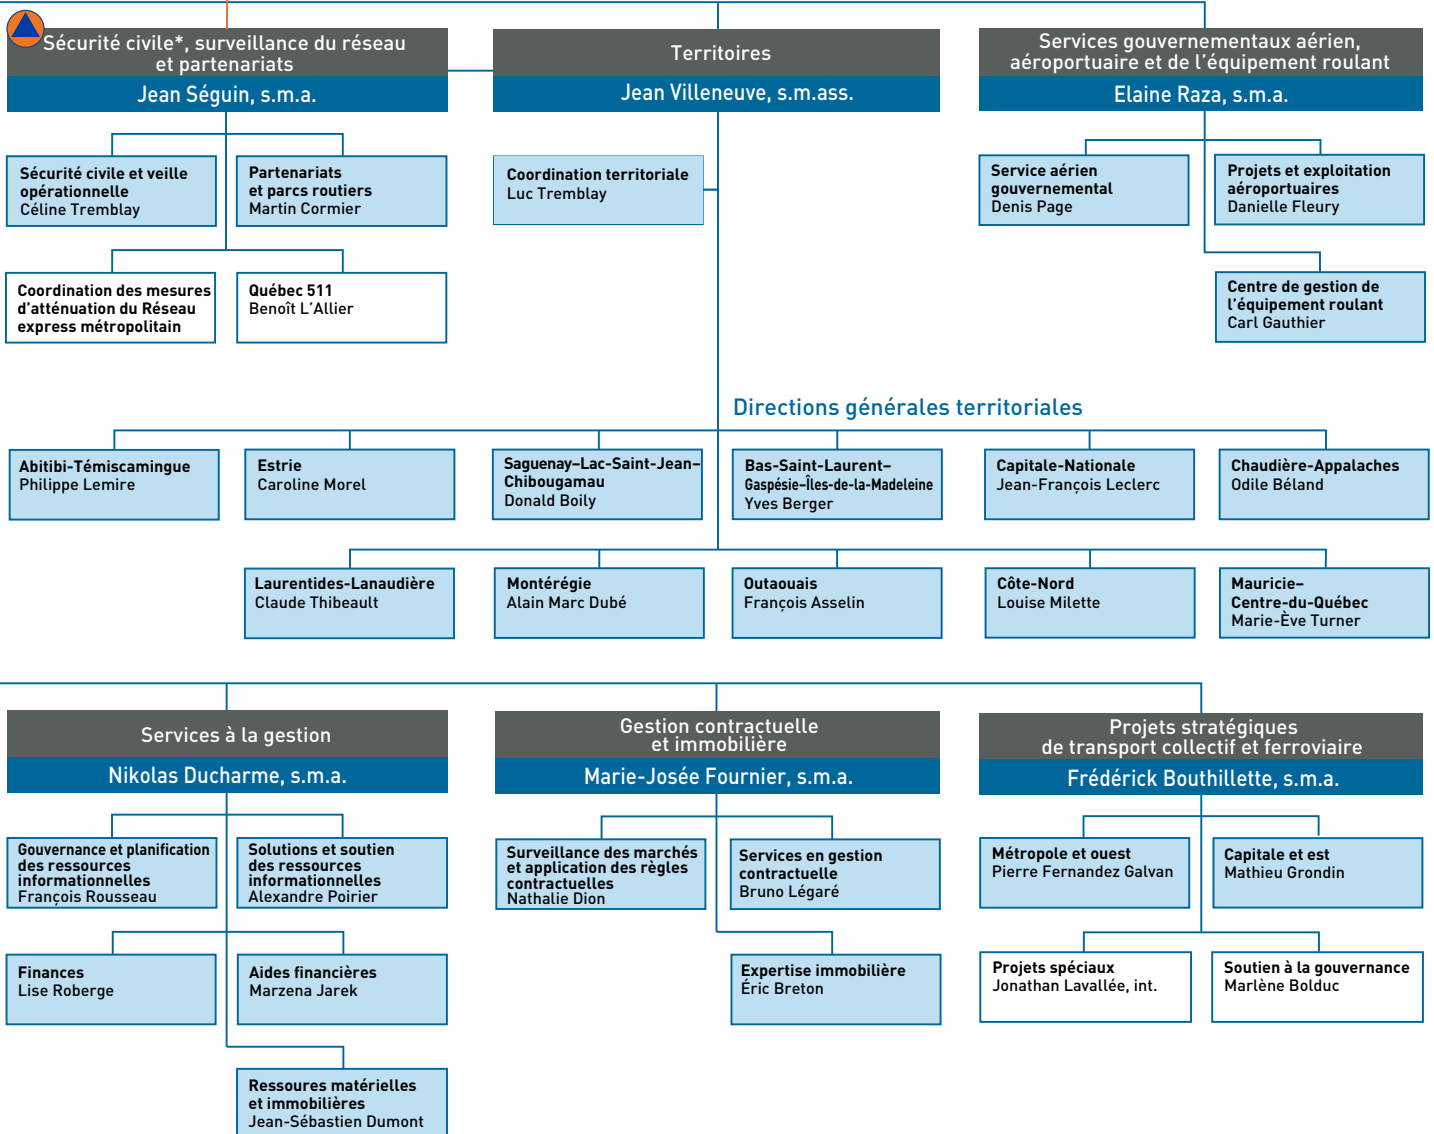 Sécurité civile*, surveillance du réseau
et partenariats
Jean Séguin, s.m.a.
Territoires
Jean Villeneuve, s.m.ass.
Services gouvernementaux aérien,
aéroportuaire et de l'équipement roulant
Elaine Raza, s.m.a.
Sécurité civile et veille
opérationnelle
Céline Tremblay
Partenariats
et parcs routiers
Martin Cormier
Coordination territoriale
Luc Tremblay
Service aérien
gouvernemental
Denis Page
Projets et exploitation
aéroportuaires
Danielle Fleury
Coordination des mesures
d'atténuation du Réseau
express métropolitain
Québec 511
Benoît L'Allier
Centre de gestion de
l'équipement roulant
Carl Gauthier
Directions générales territoriales
Abitibi-Témiscamingue
Philippe Lemire
Estrie
Caroline Morel
Saguenay–Lac-Saint-Jean–
Chibougamau
Donald Boily
Bas-Saint-Laurent–
Gaspésie–Îles-de-la-Madeleine
Yves Berger
Capitale-Nationale
Jean-François Leclerc
Chaudière-Appalaches
Odile Béland
Laurentides-Lanaudière
Claude Thibeault
Montérégie
Alain Marc Dubé
Outaouais
François Asselin
Côte-Nord
Louise Milette
Mauricie–
Centre-du-Québec
Marie-Ève Turner
Services à la gestion
Nikolas Ducharme, s.m.a.
Gestion contractuelle
et immobilière
Marie-Josée Fournier, s.m.a.
Projets stratégiques
de transport collectif et ferroviaire
Frédérick Bouthillette, s.m.a.
Gouvernance et planification
des ressources
informationnelles
François Rousseau
Solutions et soutien
des ressources
informationnelles
Alexandre Poirier
Surveillance des marchés
et application des règles
contractuelles
Nathalie Dion
Services en gestion
contractuelle
Bruno Légaré
Métropole et ouest
Pierre Fernandez Galvan
Capitale et est
Mathieu Grondin
Finances
Lise Roberge
Aides financières
Marzena Jarek
Expertise immobilière
Éric Breton
Projets spéciaux
Jonathan Lavallée, int.
Soutien à la gouvernance
Marlène Bolduc
Ressoures matérielles
et immobilières
Jean-Sébastien Dumont